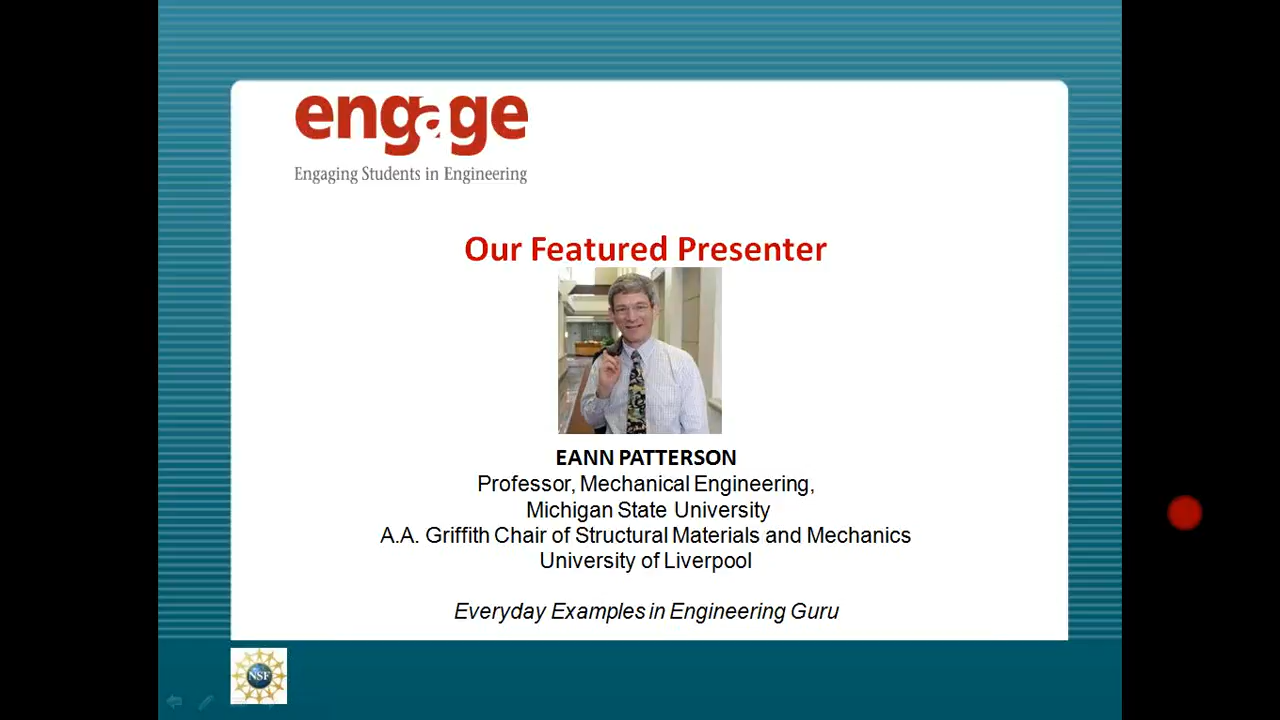 engage
Engaging Students in Engineering
Our Featured Presenter
EANN PATTERSON
Professor, Mechanical Engineering,
Michigan State University
A.A. Griffith Chair of Structural Materials and Mechanics
University of Liverpool
Everyday Examples in Engineering Guru
NSF